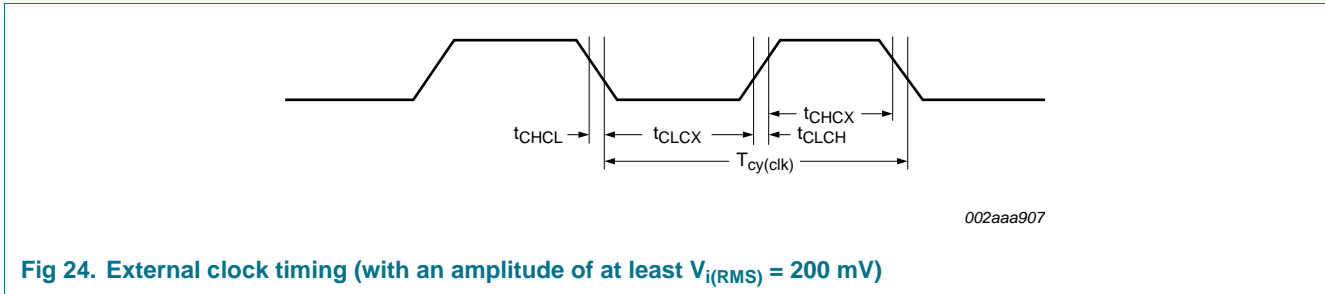 tCHCX
tCHCL
tCLCX
tCLCH
Tcy(clk)
002aaa907
Fig 24. External clock timing (with an amplitude of at least Vi(RMS) = 200 mV)